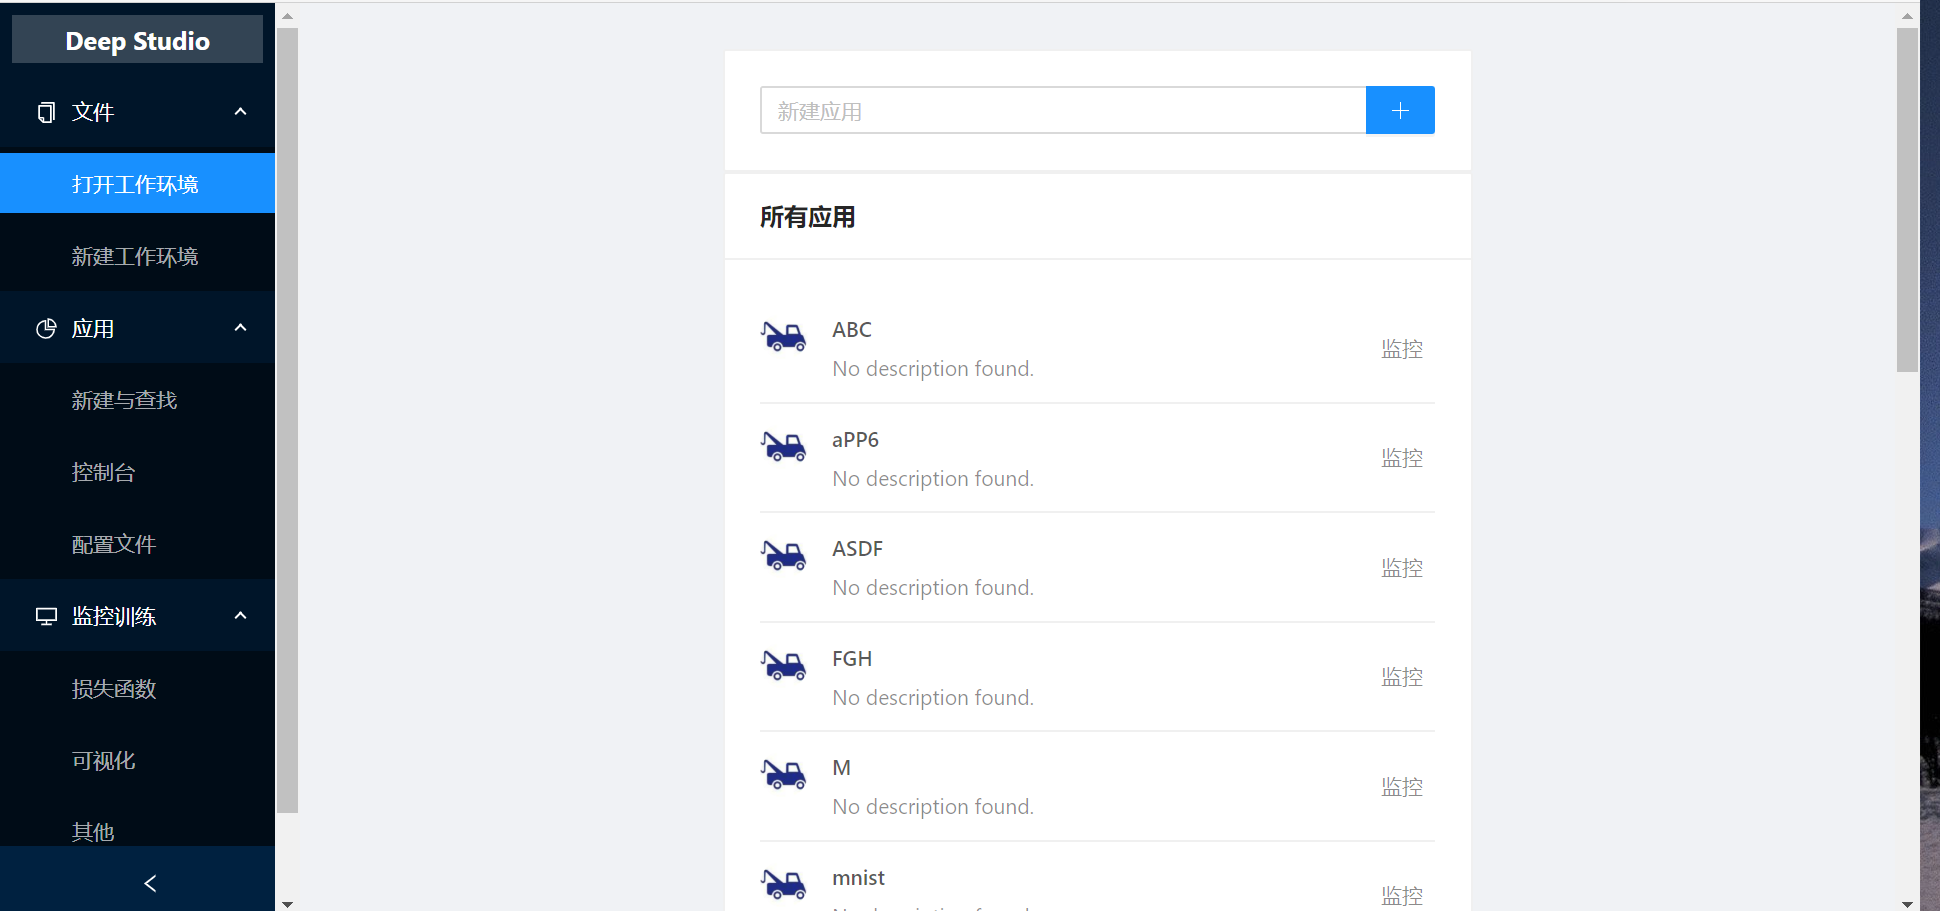 Deep Studio
文件
打开工作环境
新建工作环境
应用
新建与查找
控制台
配置文件
监控训练
损失函数
可视化
其他
新建应用
所有应用
ABC
No description found.
监控
aPP6
No description found.
监控
ASDF
No description found.
监控
FGH
No description found.
监控
M
No description found.
监控
mnist
监控